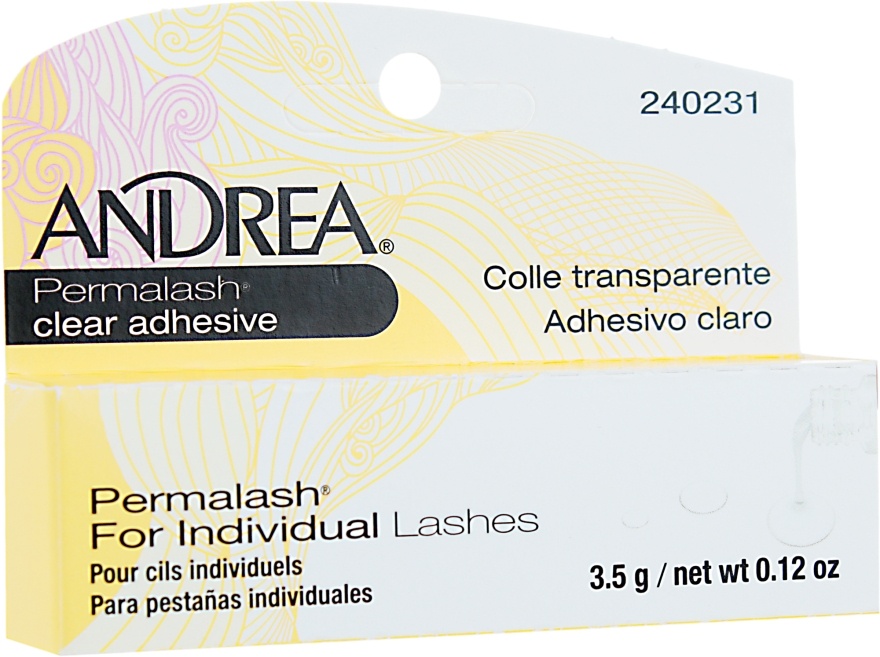 240231
ANDREA®
Permalash®
clear adhesive
Colle transparente
Adhesivo claro
Permalash®
For Individual Lashes
Pour cils individuels
Para pestañas individuales
3.5 g / net wt 0.12 oz